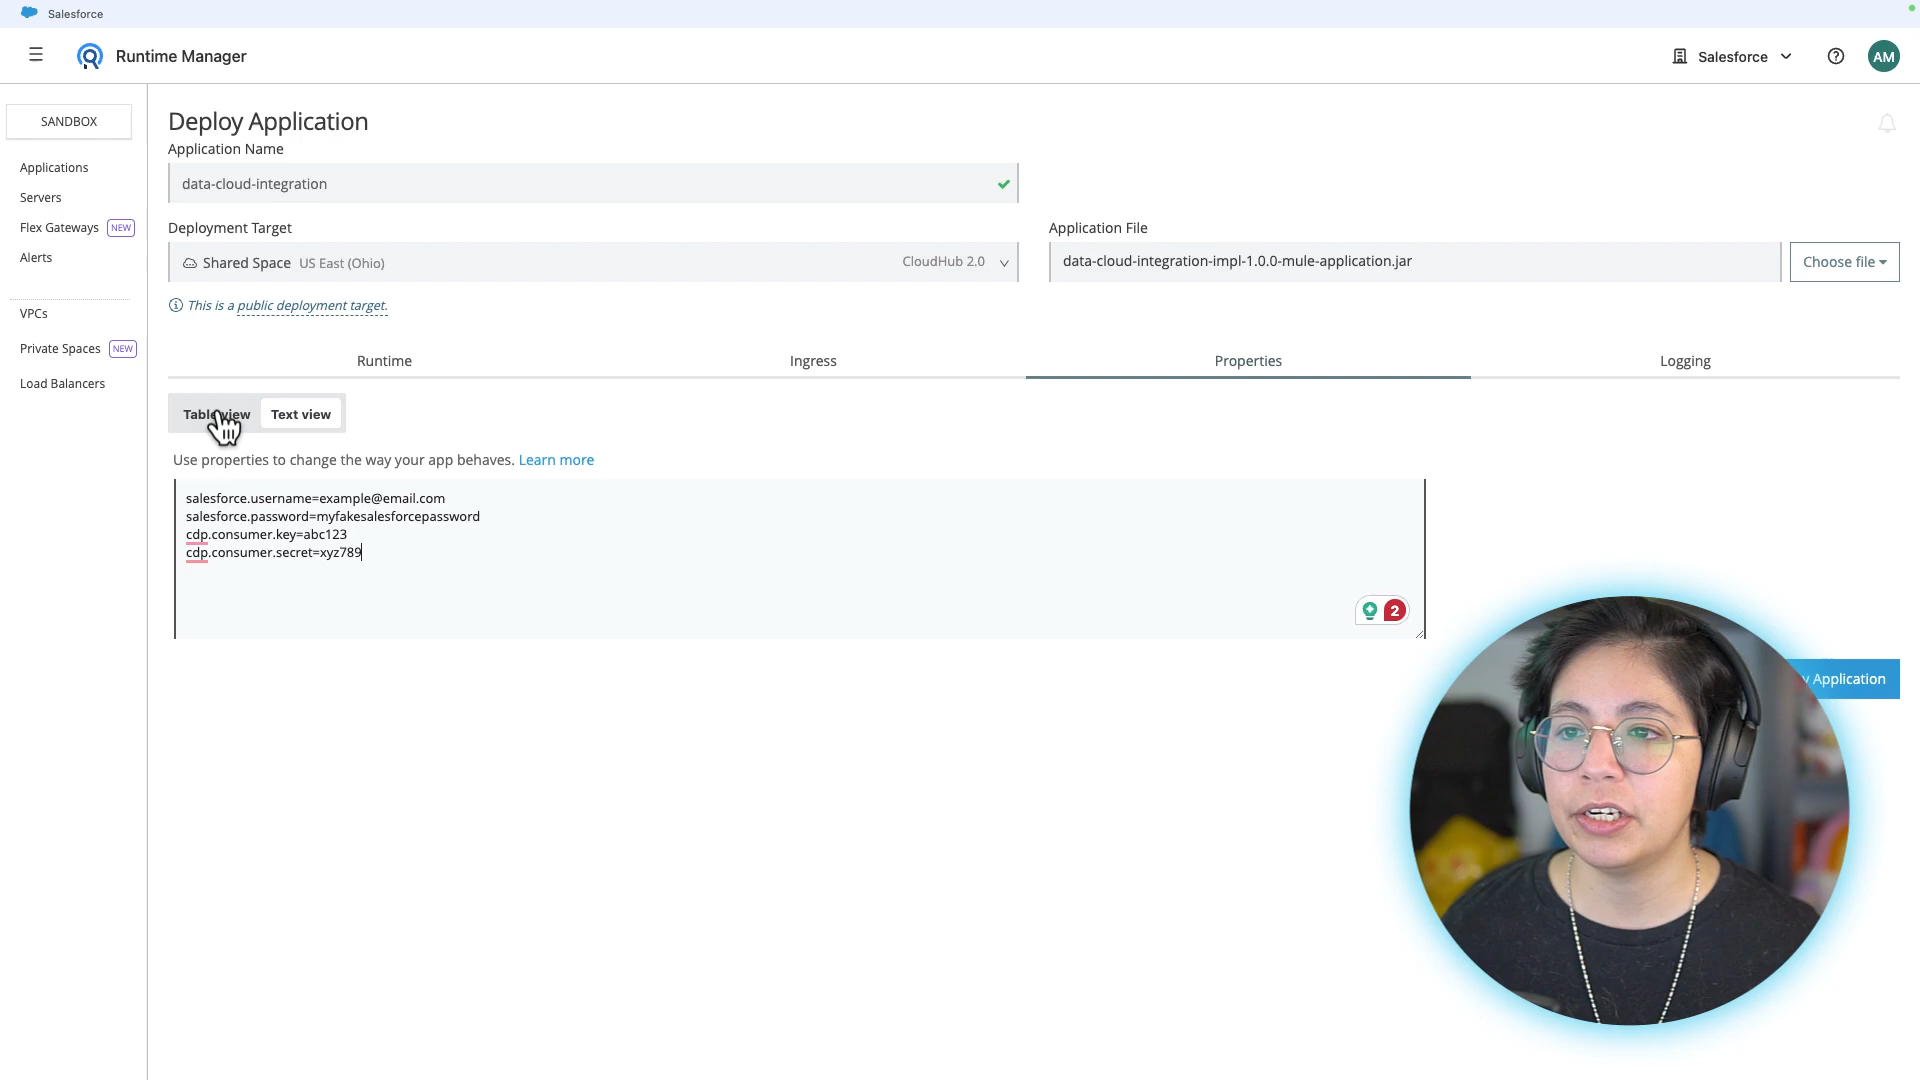 Salesforce
Runtime Manager
Salesforce
AM
SANDBOX
Applications
Servers
Flex Gateways NEW
Alerts
VPCs
Private Spaces NEW
Load Balancers
Deploy Application
Application Name
data-cloud-integration
Deployment Target
Shared Space US East (Ohio) CloudHub 2.0
This is a public deployment target.
Application File
data-cloud-integration-impl-1.0.0-mule-application.jar
Choose file
Runtime
Ingress
Properties
Logging
Table view
Text view
Use properties to change the way your app behaves. Learn more
salesforce.username=example@email.com
salesforce.password=myfakesalesforcepassword
cdp.consumer.key=abc123
cdp.consumer.secret=xyz789
2
y Application